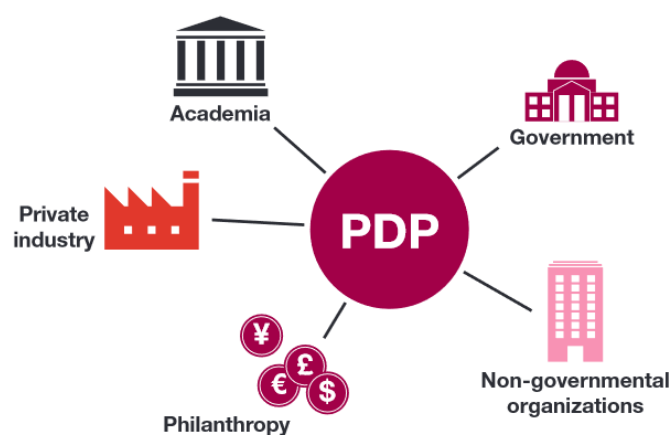 Academia
Government
Private
industry
PDP
¥
£
€
$
Non-governmental
organizations
Philanthropy